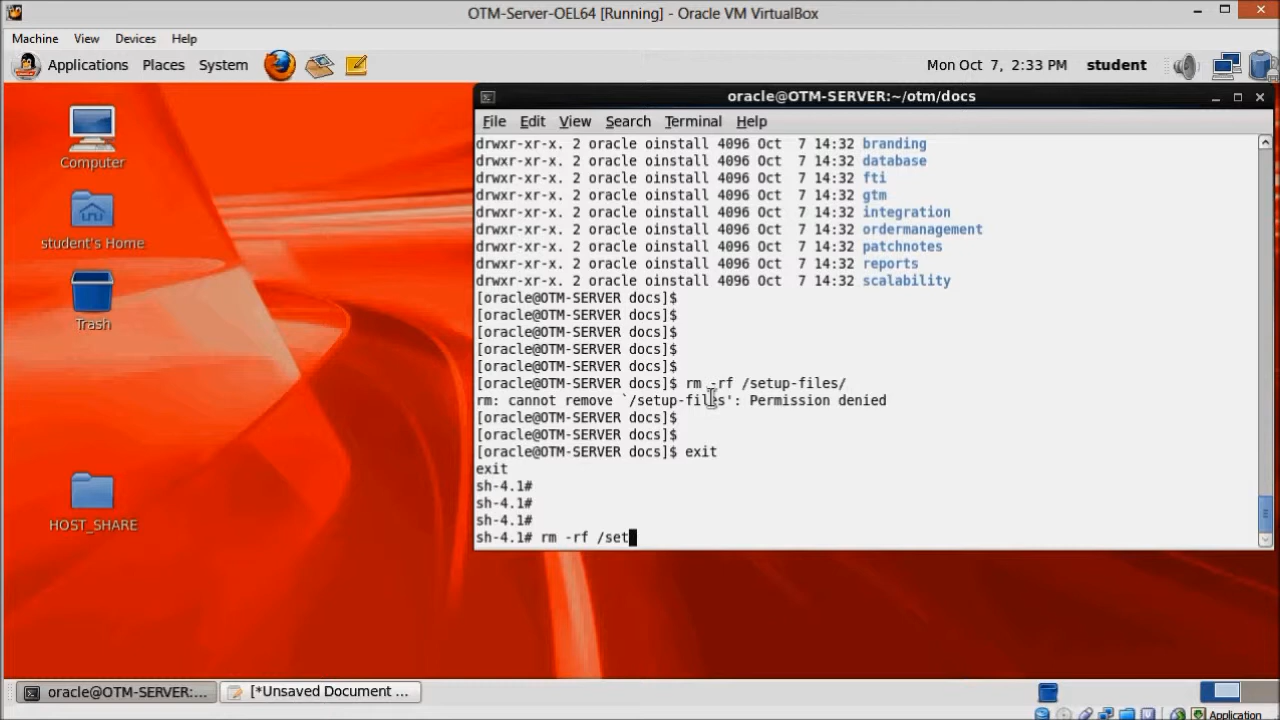 OTM-Server-OEL64 [Running] - Oracle VM VirtualBox
Machine View Devices Help
Applications Places System Mon Oct 7, 2:33 PM student
oracle@OTM-SERVER:~/otm/docs
File Edit View Search Terminal Help
drwxr-xr-x. 2 oracle oinstall 4096 Oct  7 14:32 branding
drwxr-xr-x. 2 oracle oinstall 4096 Oct  7 14:32 database
drwxr-xr-x. 2 oracle oinstall 4096 Oct  7 14:32 fti
drwxr-xr-x. 2 oracle oinstall 4096 Oct  7 14:32 gtm
drwxr-xr-x. 2 oracle oinstall 4096 Oct  7 14:32 integration
drwxr-xr-x. 2 oracle oinstall 4096 Oct  7 14:32 ordermanagement
drwxr-xr-x. 2 oracle oinstall 4096 Oct  7 14:32 patchnotes
drwxr-xr-x. 2 oracle oinstall 4096 Oct  7 14:32 reports
drwxr-xr-x. 2 oracle oinstall 4096 Oct  7 14:32 scalability
[oracle@OTM-SERVER docs]$
[oracle@OTM-SERVER docs]$
[oracle@OTM-SERVER docs]$
[oracle@OTM-SERVER docs]$
[oracle@OTM-SERVER docs]$
[oracle@OTM-SERVER docs]$ rm -rf /setup-files/
rm: cannot remove `/setup-files': Permission denied
[oracle@OTM-SERVER docs]$
[oracle@OTM-SERVER docs]$
[oracle@OTM-SERVER docs]$ exit
exit
sh-4.1#
sh-4.1#
sh-4.1#
sh-4.1# rm -rf /set
Computer
student's Home
Trash
HOST_SHARE
oracle@OTM-SERVER:... [*Unsaved Document ...
Application